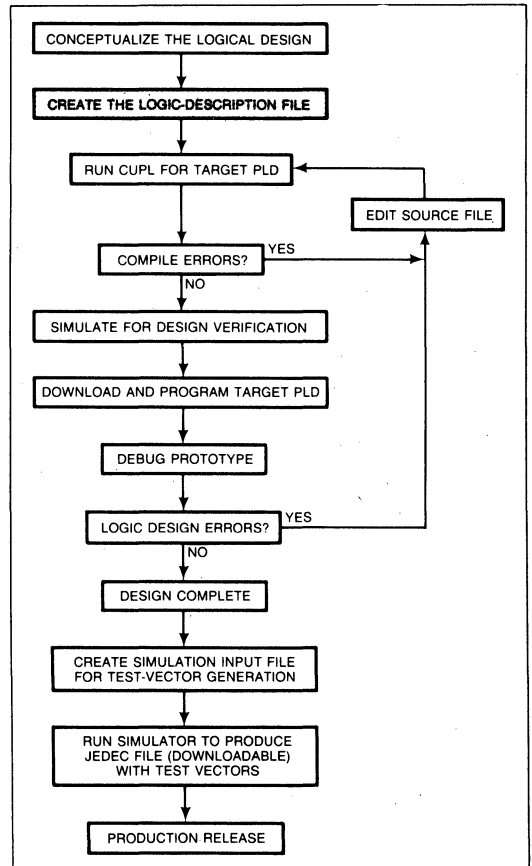 CONCEPTUALIZE THE LOGICAL DESIGN
CREATE THE LOGIC-DESCRIPTION FILE
RUN CUPL FOR TARGET PLD
EDIT SOURCE FILE
COMPILE ERRORS?
YES
NO
SIMULATE FOR DESIGN VERIFICATION
DOWNLOAD AND PROGRAM TARGET PLD
DEBUG PROTOTYPE
LOGIC DESIGN ERRORS?
YES
NO
DESIGN COMPLETE
CREATE SIMULATION INPUT FILE
FOR TEST-VECTOR GENERATION
RUN SIMULATOR TO PRODUCE
JEDEC FILE (DOWNLOADABLE)
WITH TEST VECTORS
PRODUCTION RELEASE